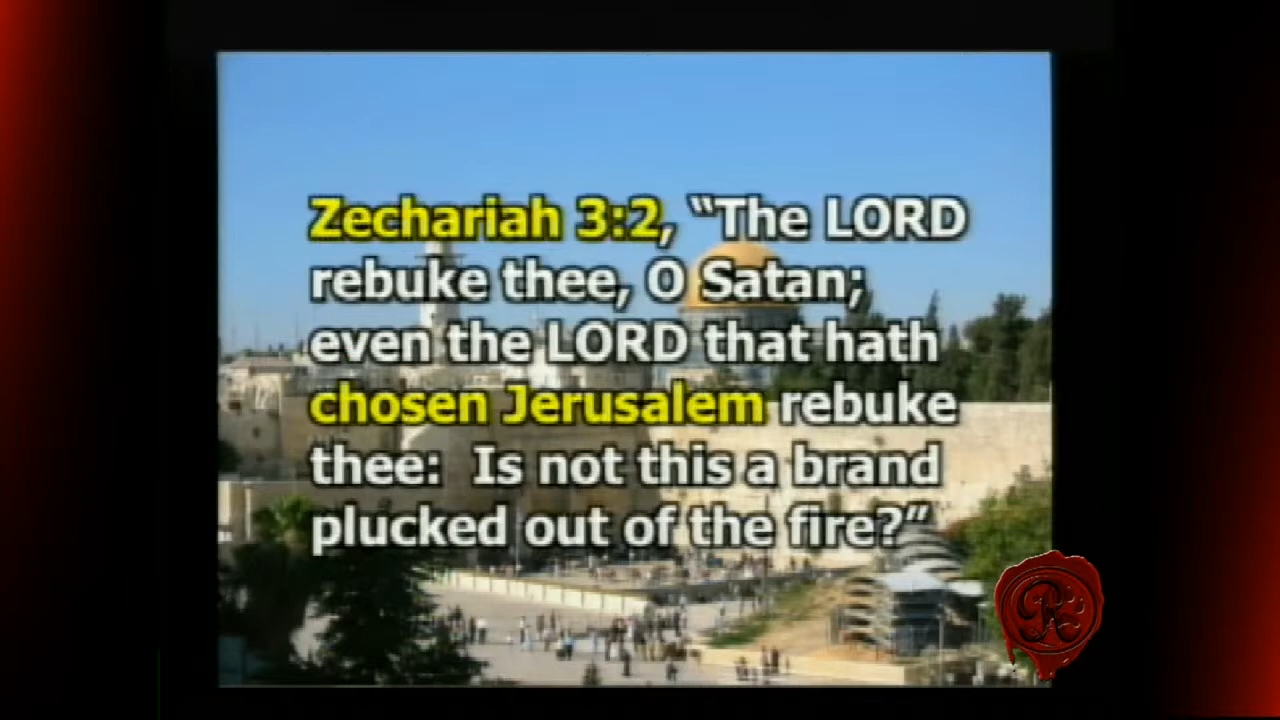 Zechariah 3:2, “The LORD
rebuke thee, O Satan;
even the LORD that hath
chosen Jerusalem rebuke
thee:  Is not this a brand
plucked out of the fire?”
R